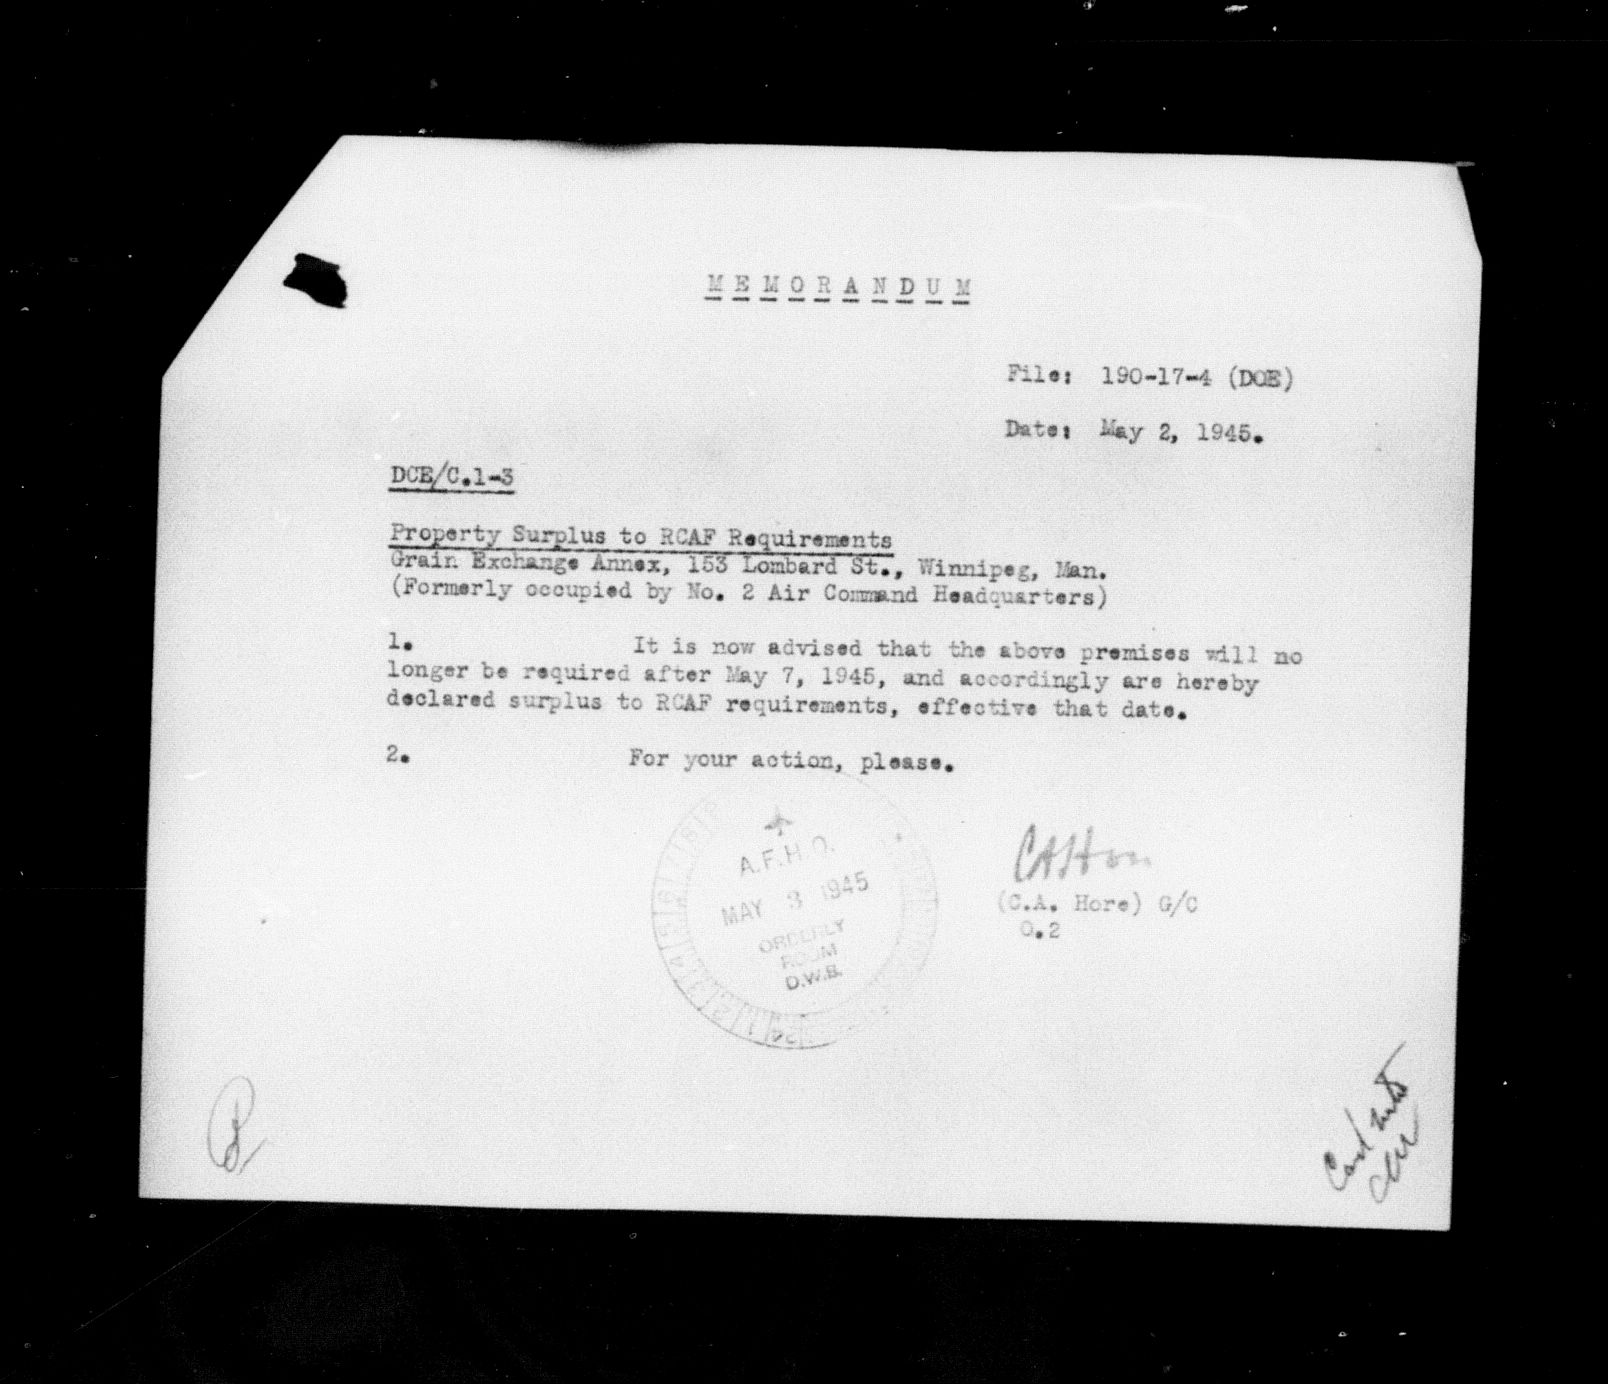 M E M O R A N D U M
File: 190-17-4 (DOE)
Date: May 2, 1945.
DCE/C.1-3
Property Surplus to RCAF Requirements
Grain Exchange Annex, 153 Lombard St., Winnipeg, Man.
(Formerly occupied by No. 2 Air Command Headquarters)
1. It is now advised that the above premises will no
longer be required after May 7, 1945, and accordingly are hereby
declared surplus to RCAF requirements, effective that date.
2. For your action, please.
A.F.H.Q.
MAY 3 1945
ORDERLY
ROOM
D.W.B.
(C.A. Hore) G/C
O.2